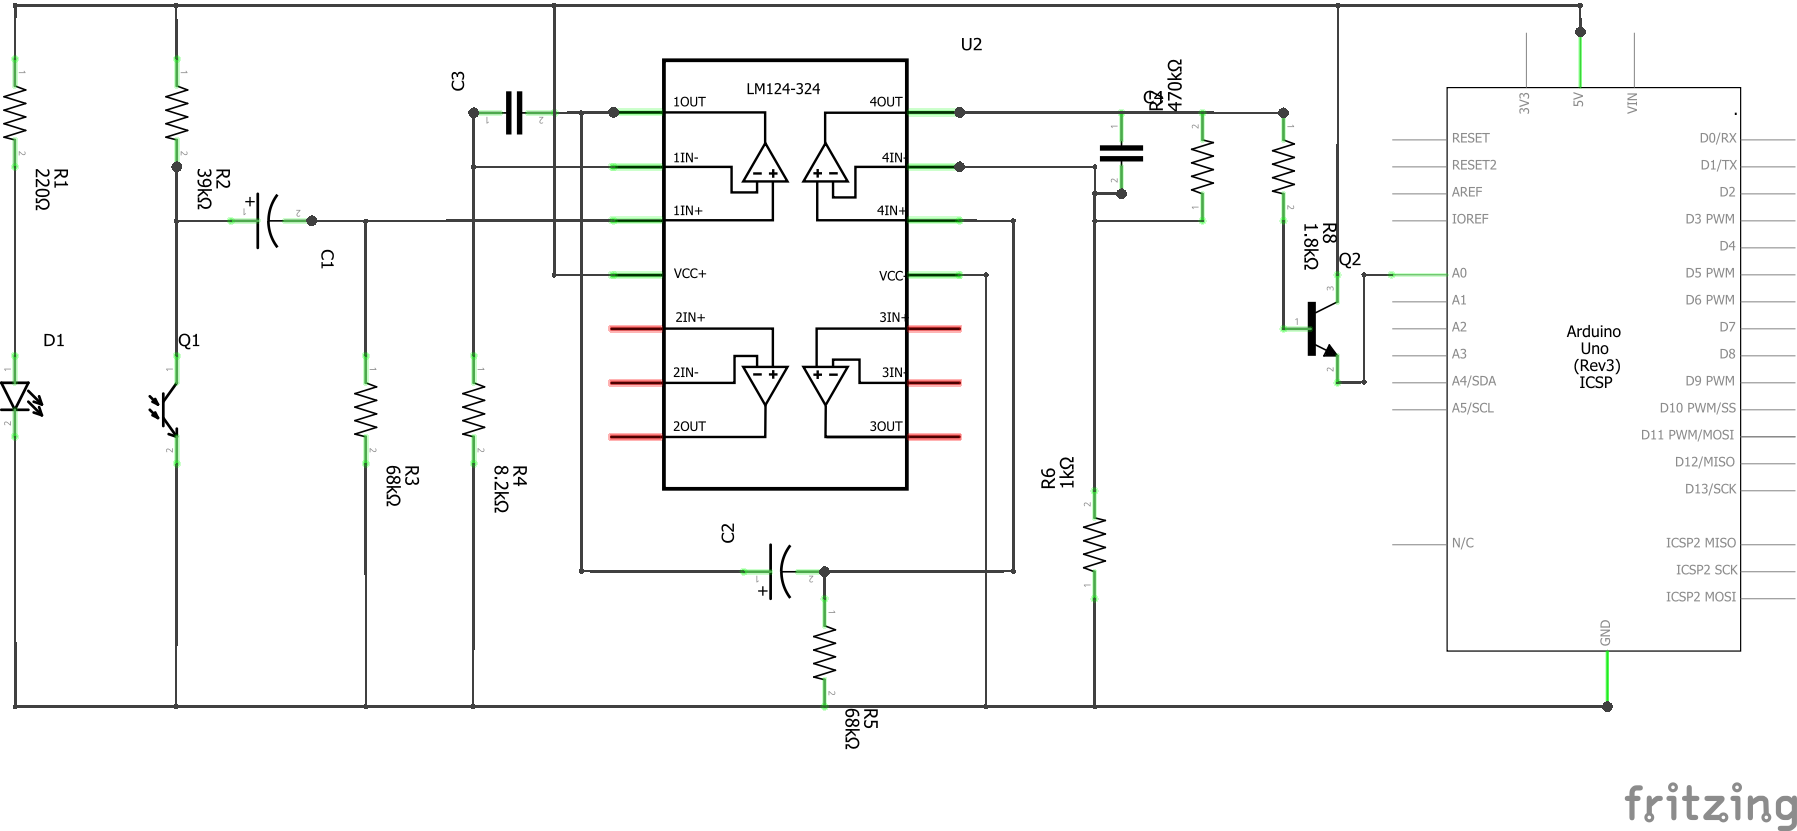 U2
C3
LM124-324
1OUT
4OUT
1IN-
4IN-
1IN+
4IN+
VCC+
VCC-
2IN+
3IN+
2IN-
3IN-
2OUT
3OUT
R1
220Ω
R2
39kΩ
+
C1
D1
Q1
R3
68kΩ
R4
8.2kΩ
C2
+
R5
68kΩ
R6
1kΩ
C4
R7
470kΩ
R8
1.8kΩ
Q2
3V3
5V
VIN
RESET
RESET2
AREF
IOREF
A0
A1
A2
A3
A4/SDA
A5/SCL
N/C
Arduino
Uno
(Rev3)
ICSP
D0/RX
D1/TX
D2
D3 PWM
D4
D5 PWM
D6 PWM
D7
D8
D9 PWM
D10 PWM/SS
D11 PWM/MOSI
D12/MISO
D13/SCK
ICSP2 MISO
ICSP2 SCK
ICSP2 MOSI
GND
fritzing